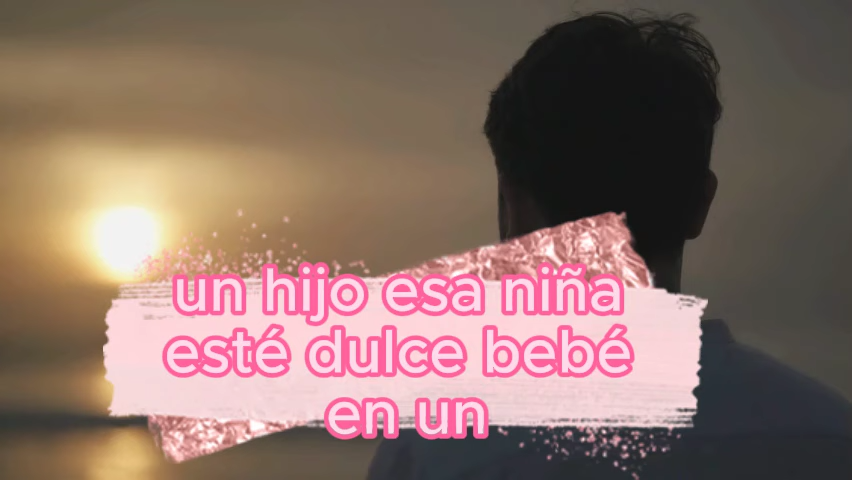 un hijo esa niña
esté dulce bebé
en un